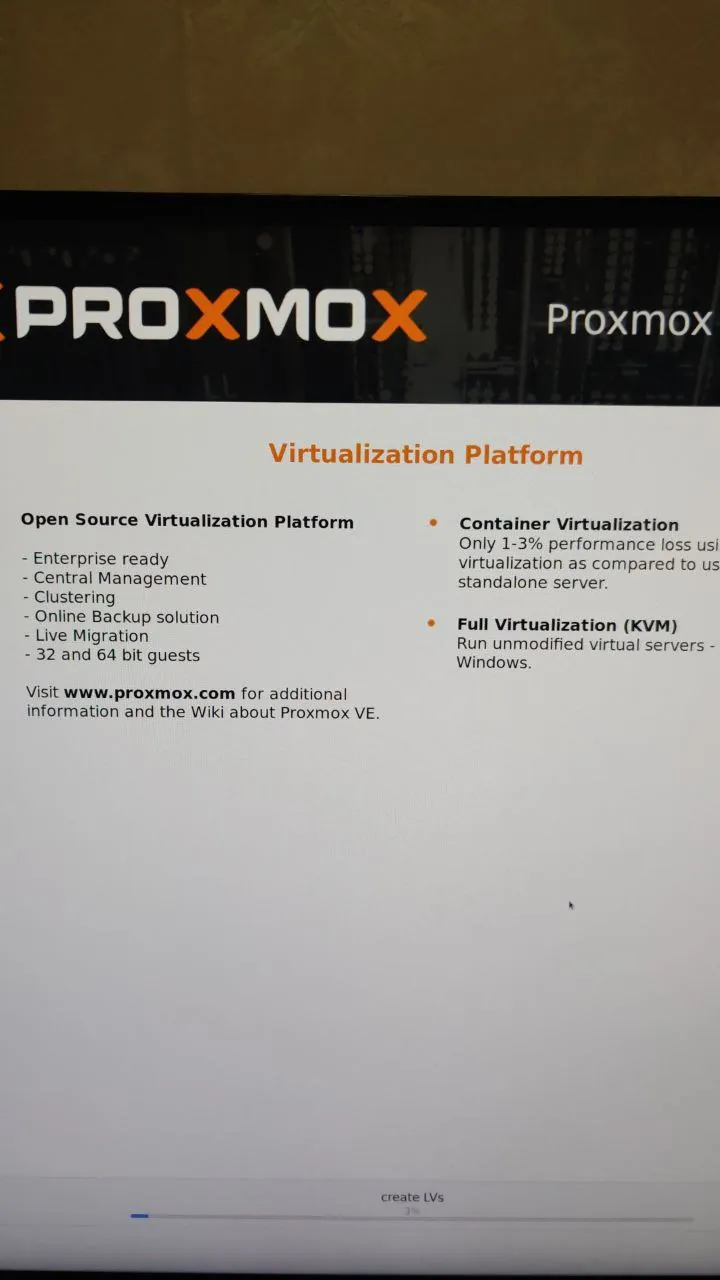 PROXMOX
Proxmox
Virtualization Platform
Open Source Virtualization Platform
- Enterprise ready
- Central Management
- Clustering
- Online Backup solution
- Live Migration
- 32 and 64 bit guests
Visit www.proxmox.com for additional
information and the Wiki about Proxmox VE.
• Container Virtualization
Only 1-3% performance loss usi
virtualization as compared to us
standalone server.
• Full Virtualization (KVM)
Run unmodified virtual servers -
Windows.
create LVs
3%